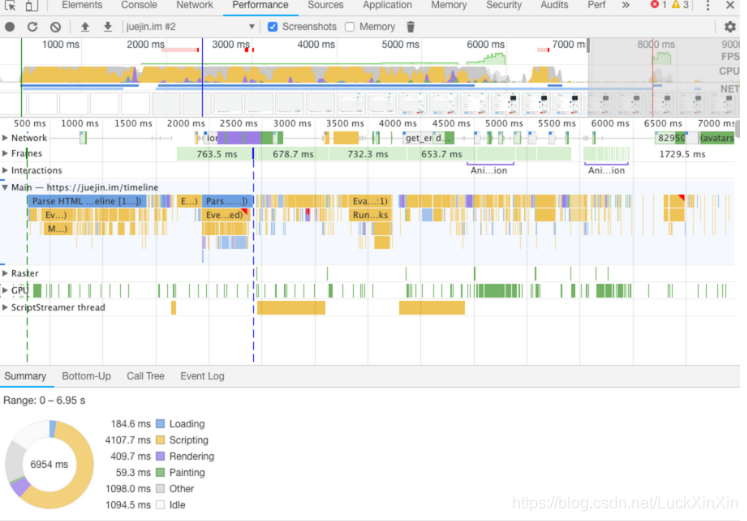 Elements Console Network Performance Sources Application Memory Security Audits Perf » 1 3
juejin.im #2 Screenshots Memory
1000 ms 2000 ms 3000 ms 4000 ms 5000 ms 6000 ms 7000 m 8000 ms 9000
FPS
CPU
NET
500 ms 1000 ms 1500 ms 2000 ms 2500 ms 3000 ms 3500 ms 4000 ms 4500 ms 5000 ms 5500 ms 6000 ms 6500 ms 7000 ms
Network ion get_er d... 8295 (avatars
Frames 763.5 ms 678.7 ms 732.3 ms 653.7 ms 1729.5 ms
Interactions Ani...ion Ani...ion
Main — https://juejin.im/timeline
Parse HTML ...eline [1...]) E...) Pars......]) Eva...:1)
Ev...) Eve...ed) Run...ks
M...)
Raster
GPU
ScriptStreamer thread
Summary Bottom-Up Call Tree Event Log
Range: 0 – 6.95 s
184.6 ms Loading
4107.7 ms Scripting
409.7 ms Rendering
6954 ms
59.3 ms Painting
1098.0 ms Other
1094.5 ms Idle
https://blog.csdn.net/LuckXinXin